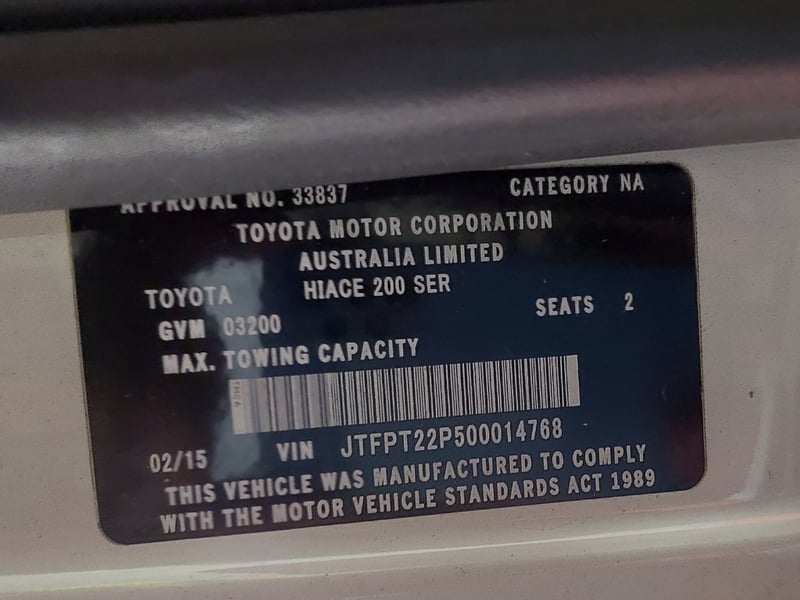 APPROVAL NO. 33837 CATEGORY NA
TOYOTA MOTOR CORPORATION
AUSTRALIA LIMITED
TOYOTA HIACE 200 SER
GVM 03200 SEATS 2
MAX. TOWING CAPACITY
02/15 VIN JTFPT22P500014768
THIS VEHICLE WAS MANUFACTURED TO COMPLY
WITH THE MOTOR VEHICLE STANDARDS ACT 1989